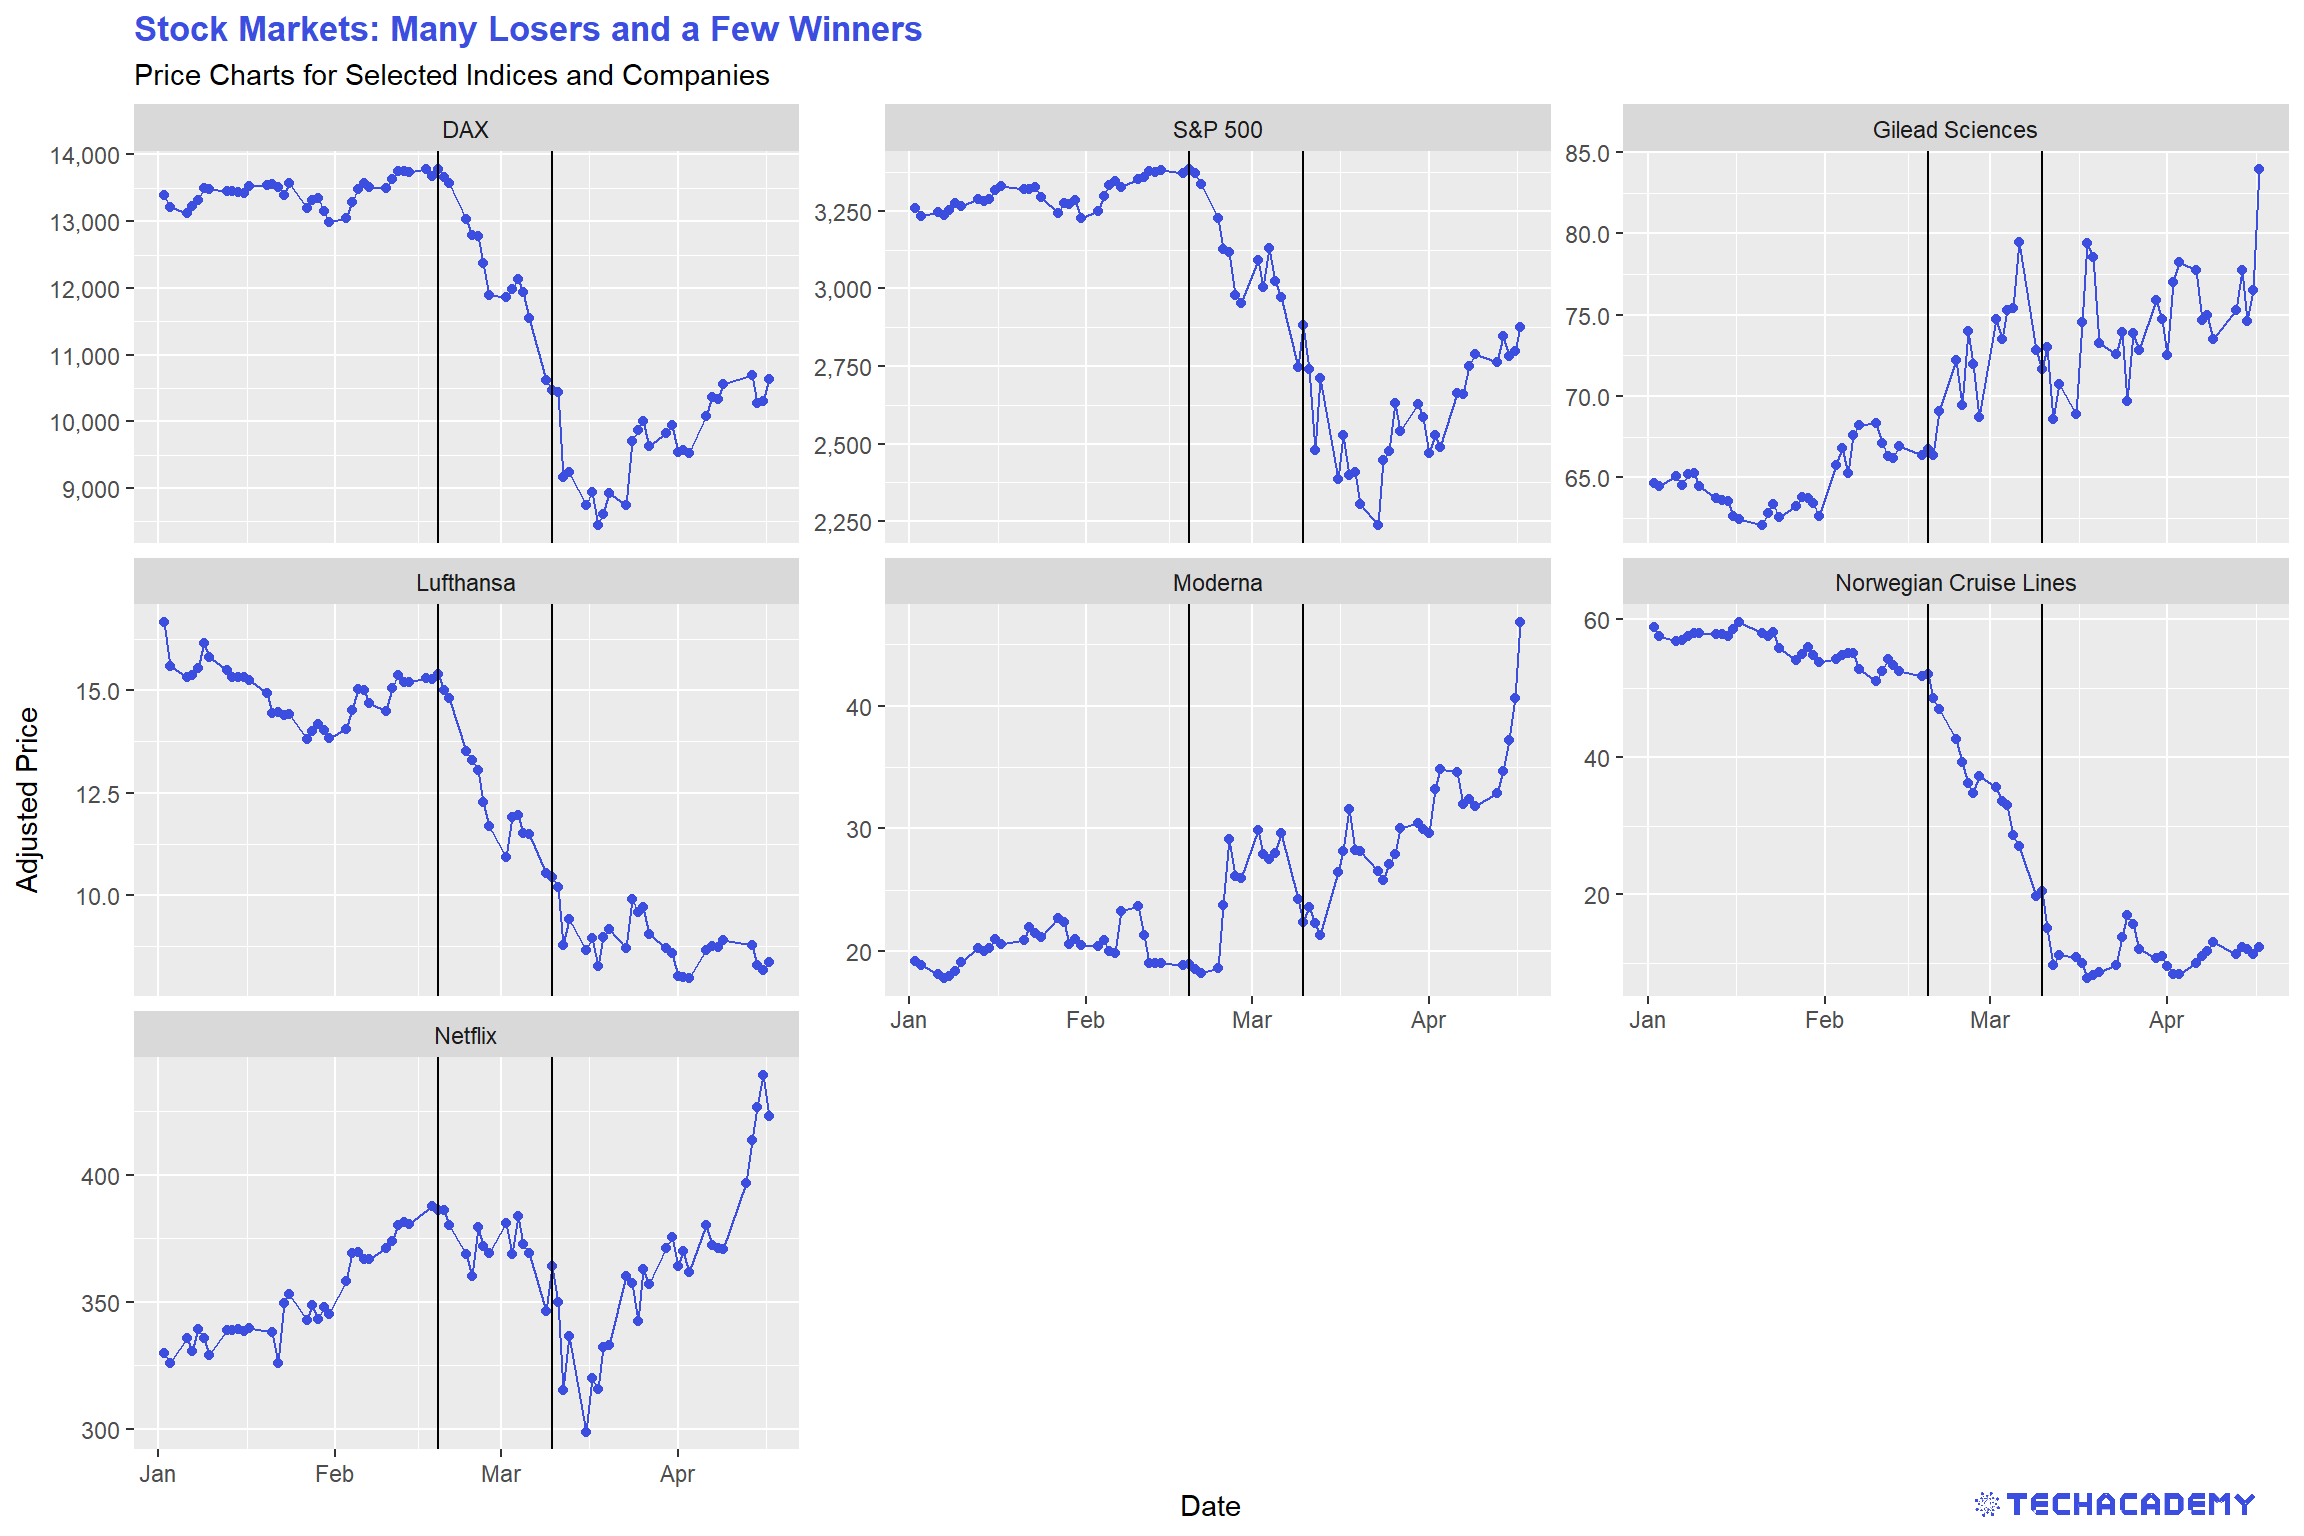 Stock Markets: Many Losers and a Few Winners
Price Charts for Selected Indices and Companies
DAX
S&P 500
Gilead Sciences
14,000
13,000
12,000
11,000
10,000
9,000
3,250
3,000
2,750
2,500
2,250
85.0
80.0
75.0
70.0
65.0
Lufthansa
Moderna
Norwegian Cruise Lines
15.0
12.5
10.0
40
30
20
60
40
20
Adjusted Price
Jan Feb Mar Apr
Jan Feb Mar Apr
Netflix
400
350
300
Jan Feb Mar Apr
Date
TECHACADEMY